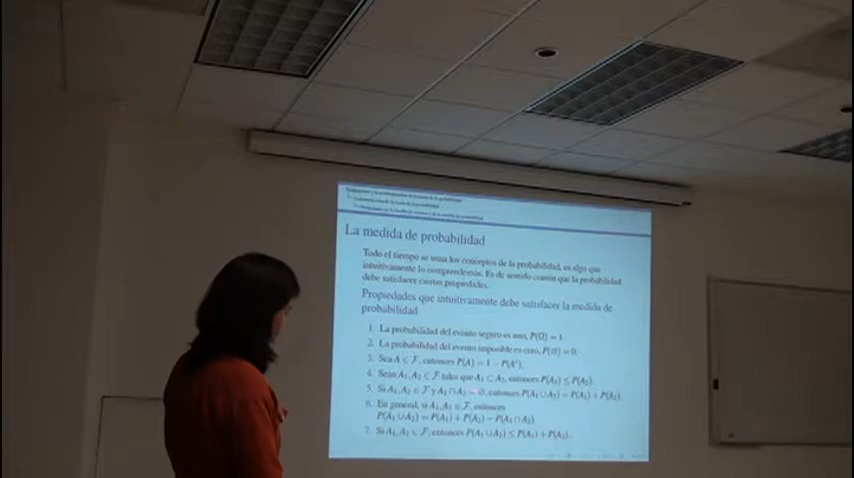 La medida de probabilidad
Todo el tiempo se usan los conceptos de la probabilidad, es algo que
intuitivamente lo comprendemos. Es de sentido común que la probabilidad
debe satisfacer ciertas propiedades.
Propiedades que intuitivamente debe satisfacer la medida de
probabilidad
1. La probabilidad del evento seguro es uno, P(Ω) = 1.
2. La probabilidad del evento imposible es cero, P(∅) = 0.
3. Sea A ∈ F, entonces P(A) = 1 − P(Aᶜ).
4. Sean A₁, A₂ ∈ F tales que A₁ ⊂ A₂, entonces P(A₁) ≤ P(A₂).
5. Si A₁, A₂ ∈ F y A₁ ∩ A₂ = ∅, entonces P(A₁ ∪ A₂) = P(A₁) + P(A₂).
6. En general, si A₁, A₂ ∈ F, entonces
P(A₁ ∪ A₂) = P(A₁) + P(A₂) − P(A₁ ∩ A₂)
7. Si A₁, A₂ ∈ F, entonces P(A₁ ∪ A₂) ≤ P(A₁) + P(A₂).